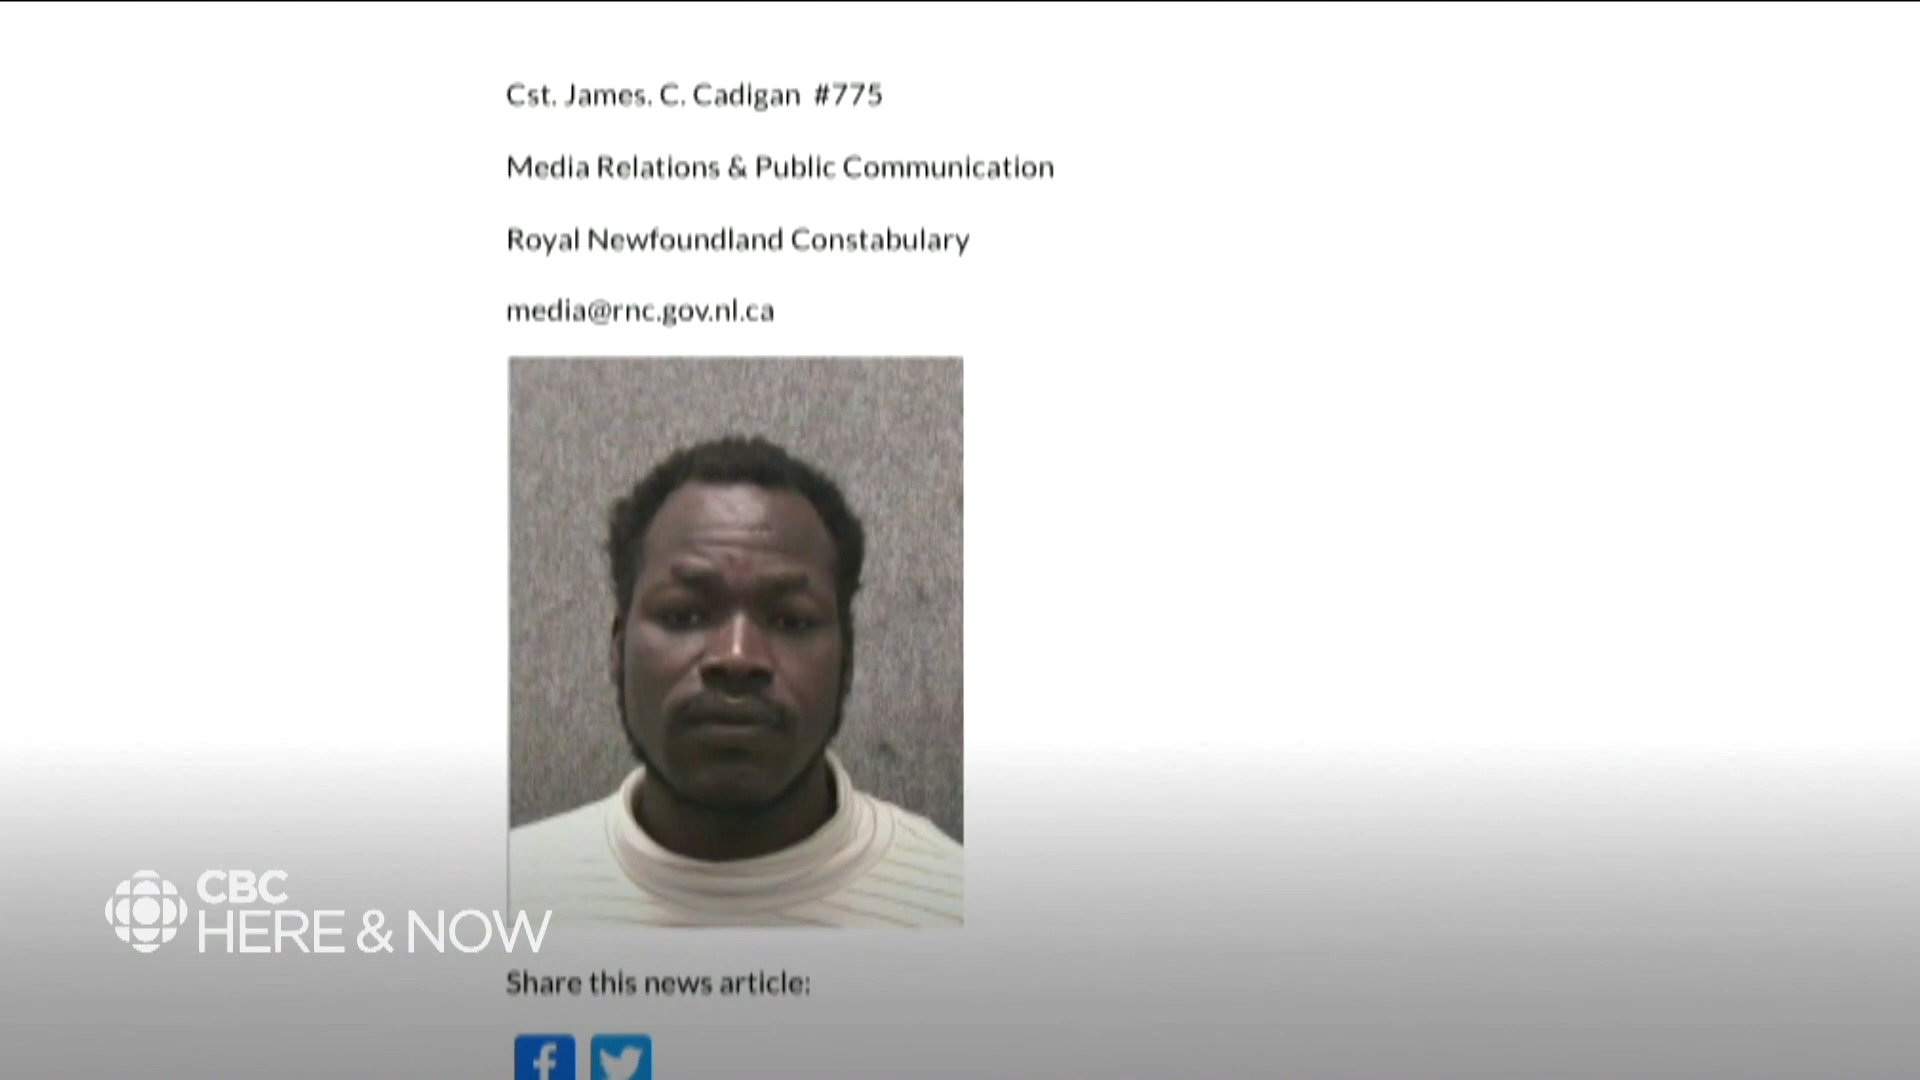 Cst. James. C. Cadigan #775
Media Relations & Public Communication
Royal Newfoundland Constabulary
media@rnc.gov.nl.ca
CBC
HERE & NOW
Share this news article: